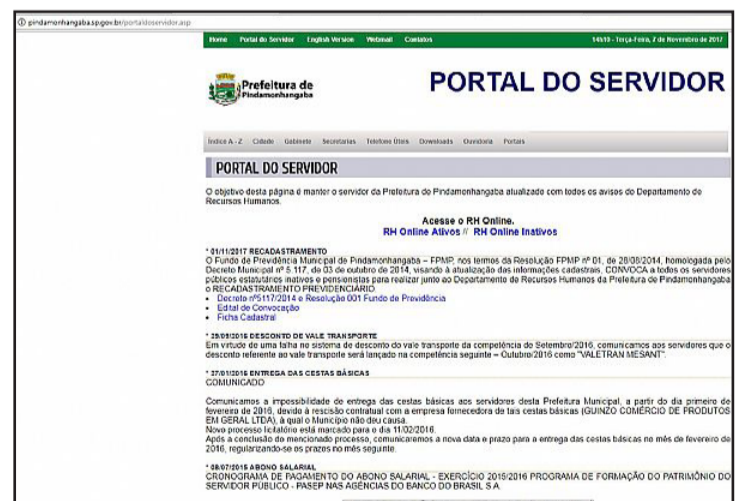 pindamonhangaba.sp.gov.br/portaldoservidor.asp
Home Portal do Servidor English Version Webmail Contatos 14h19 - Terça-Feira, 7 de Novembro de 2017
Prefeitura de
Pindamonhangaba
PORTAL DO SERVIDOR
Índice A - Z Cidade Gabinete Secretarias Telefone Úteis Downloads Ouvidoria Portais
PORTAL DO SERVIDOR
O objetivo desta página é manter o servidor da Prefeitura de Pindamonhangaba atualizado com todos os avisos do Departamento de
Recursos Humanos.
Acesse o RH Online.
RH Online Ativos // RH Online Inativos
* 01/11/2017 RECADASTRAMENTO
O Fundo de Previdência Municipal de Pindamonhangaba – FPMP, nos termos da Resolução FPMP nº 01, de 28/08/2014, homologada pelo
Decreto Municipal nº 5.117, de 03 de outubro de 2014, visando à atualização das informações cadastrais, CONVOCA a todos os servidores
públicos estatutários inativos e pensionistas para realizar junto ao Departamento de Recursos Humanos da Prefeitura de Pindamonhangaba
o RECADASTRAMENTO PREVIDENCIÁRIO.
• Decreto nº5117/2014 e Resolução 001 Fundo de Previdência
• Edital de Convocação
• Ficha Cadastral
* 29/09/2016 DESCONTO DE VALE TRANSPORTE
Em virtude de uma falha no sistema de desconto do vale transporte da competência de Setembro/2016, comunicamos aos servidores que o
desconto referente ao vale transporte será lançado na competência seguinte – Outubro/2016 como "VALETRAN MESANT".
* 27/01/2016 ENTREGA DAS CESTAS BÁSICAS
COMUNICADO
Comunicamos a impossibilidade de entrega das cestas básicas aos servidores desta Prefeitura Municipal, a partir do dia primeiro de
fevereiro de 2016, devido à rescisão contratual com a empresa fornecedora de tais cestas básicas (GUINZO COMÉRCIO DE PRODUTOS
EM GERAL LTDA), à qual o Município não deu causa.
Novo processo licitatório está marcado para o dia 11/02/2016.
Após a conclusão do mencionado processo, comunicaremos a nova data e prazo para a entrega das cestas básicas no mês de fevereiro de
2016, regularizando-se os prazos no mês seguinte.
* 08/07/2015 ABONO SALARIAL
CRONOGRAMA DE PAGAMENTO DO ABONO SALARIAL - EXERCÍCIO 2015/2016 PROGRAMA DE FORMAÇÃO DO PATRIMÔNIO DO
SERVIDOR PÚBLICO - PASEP NAS AGÊNCIAS DO BANCO DO BRASIL S.A.